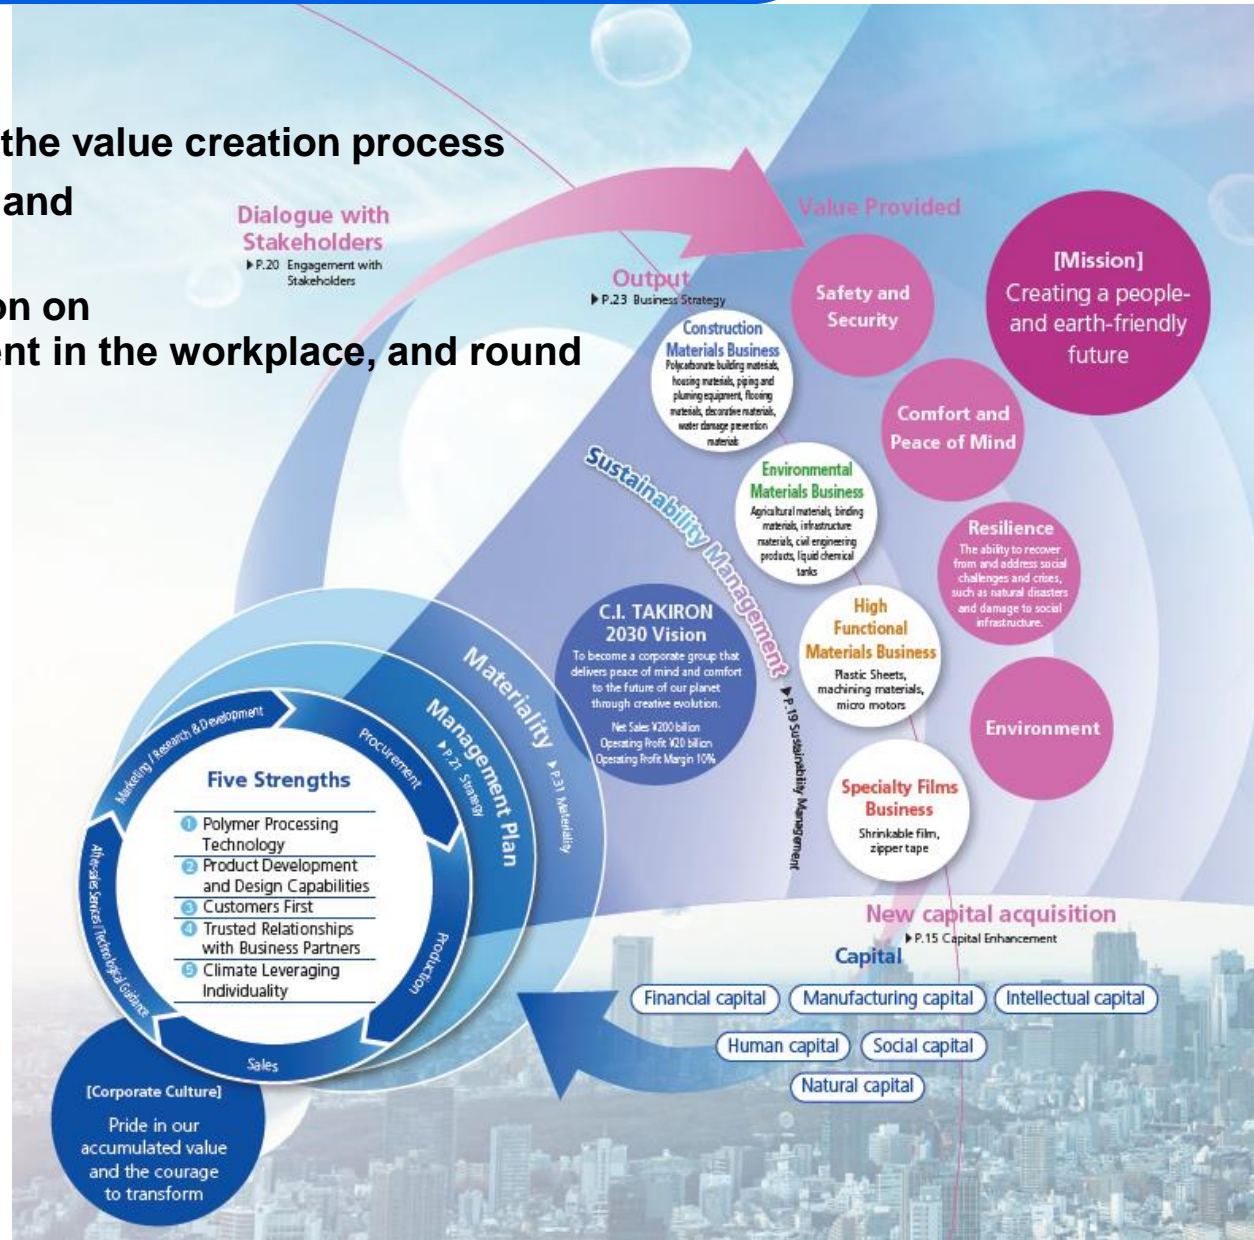 the value creation process
and
on on
ent in the workplace, and round
Dialogue with
Stakeholders
▶P.20 Engagement with
Stakeholders
Value Provided
Output
▶P.23 Business Strategy
[Mission]
Creating a people-
and earth-friendly
future
Safety and
Security
Construction
Materials Business
Polycarbonate building materials,
housing materials, piping and
pluming equipment, flooring
materials, decorative materials,
water damage prevention
materials
Comfort and
Peace of Mind
Environmental
Materials Business
Agricultural materials, binding
materials, infrastructure
materials, civil engineering
products, liquid chemical
tanks
Resilience
The ability to recover
from and address social
challenges and crises,
such as natural disasters
and damage to social
infrastructure.
Sustainability Management
▶P.19 Sustainability Management
C.I. TAKIRON
2030 Vision
To become a corporate group that
delivers peace of mind and comfort
to the future of our planet
through creative evolution.
Net Sales ¥200 billion
Operating Profit ¥20 billion
Operating Profit Margin 10%
High
Functional
Materials Business
Plastic Sheets,
machining materials,
micro motors
Environment
Specialty Films
Business
Shrinkable film,
zipper tape
Materiality
▶P.31 Materiality
Management Plan
▶P.21 Strategy
Marketing / Research & Development
Procurement
Production
Sales
After-sales Services / Technological Guidance
Five Strengths
1 Polymer Processing
Technology
2 Product Development
and Design Capabilities
3 Customers First
4 Trusted Relationships
with Business Partners
5 Climate Leveraging
Individuality
New capital acquisition
▶P.15 Capital Enhancement
Capital
Financial capital Manufacturing capital Intellectual capital
Human capital Social capital
Natural capital
[Corporate Culture]
Pride in our
accumulated value
and the courage
to transform